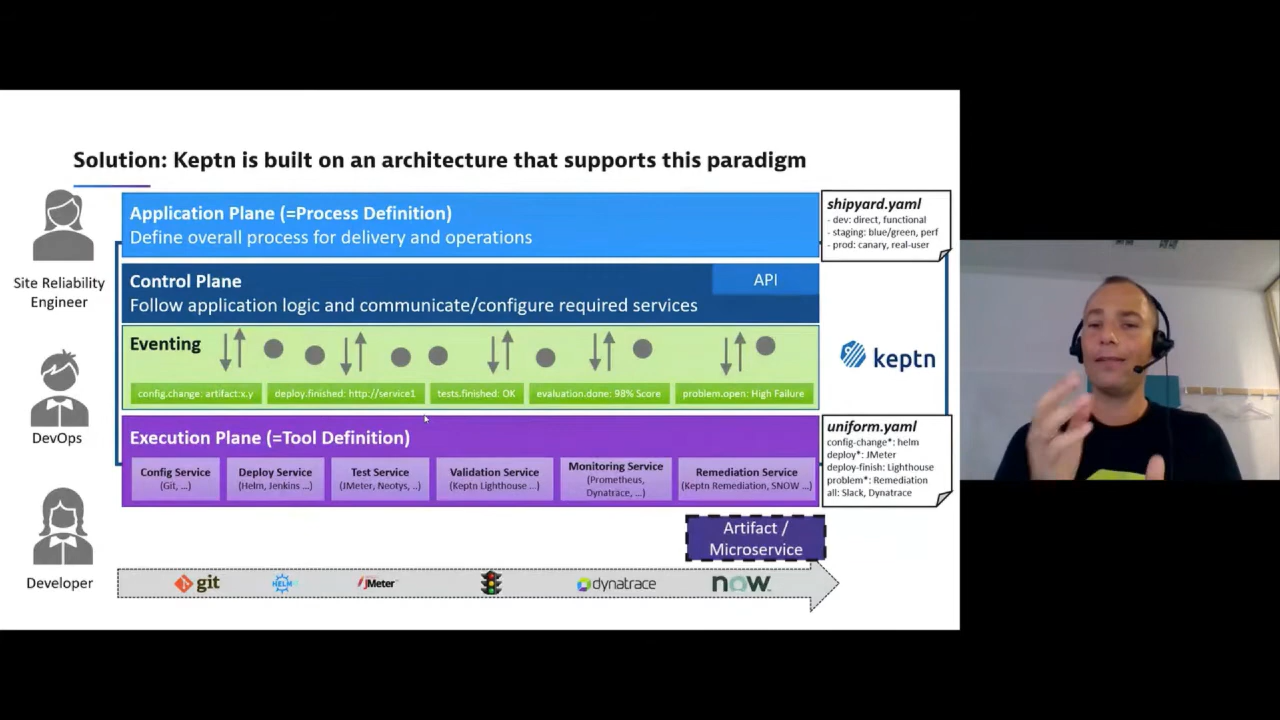 Solution: Keptn is built on an architecture that supports this paradigm
Site Reliability
Engineer
DevOps
Developer
Application Plane (=Process Definition)
Define overall process for delivery and operations
shipyard.yaml
- dev: direct, functional
- staging: blue/green, perf
- prod: canary, real-user
Control Plane
Follow application logic and communicate/configure required services
API
Eventing
config.change: artifact:x.y
deploy.finished: http://service1
tests.finished: OK
evaluation.done: 98% Score
problem.open: High Failure
keptn
Execution Plane (=Tool Definition)
Config Service
(Git, ...)
Deploy Service
(Helm, Jenkins ...)
Test Service
(JMeter, Neotys, ..)
Validation Service
(Keptn Lighthouse ...)
Monitoring Service
(Prometheus,
Dynatrace, ...)
Remediation Service
(Keptn Remediation, SNOW ...)
uniform.yaml
config-change*: helm
deploy*: JMeter
deploy-finish: Lighthouse
problem*: Remediation
all: Slack, Dynatrace
Artifact /
Microservice
git
HELM
JMeter
dynatrace
now